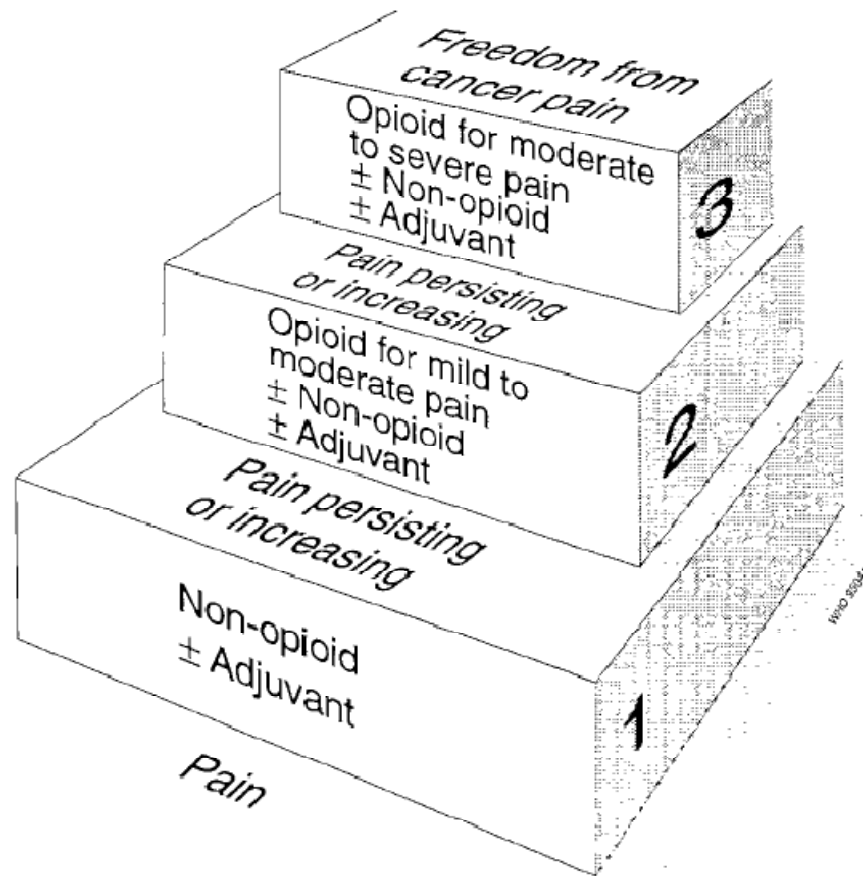 Freedom from
cancer pain
Opioid for moderate
to severe pain
± Non-opioid
± Adjuvant
3
Pain persisting
or increasing
Opioid for mild to
moderate pain
± Non-opioid
± Adjuvant
2
Pain persisting
or increasing
Non-opioid
± Adjuvant
1
Pain
WHO